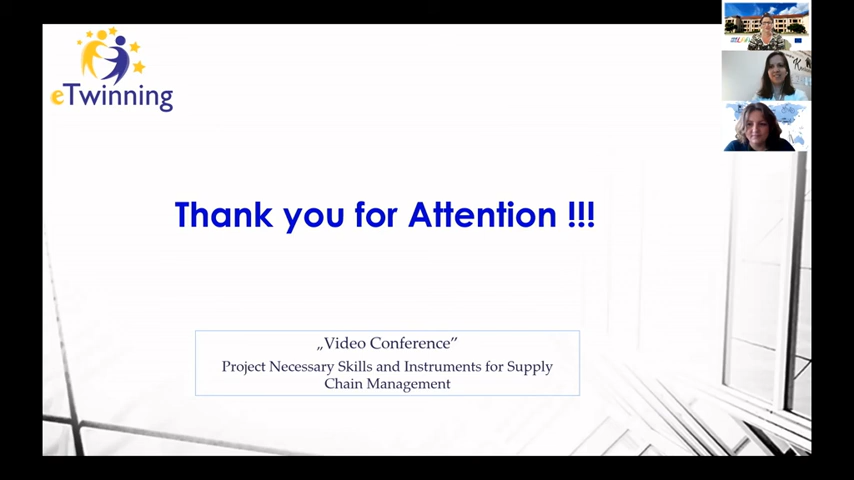 eTwinning
Thank you for Attention !!!
„Video Conference”
Project Necessary Skills and Instruments for Supply
Chain Management